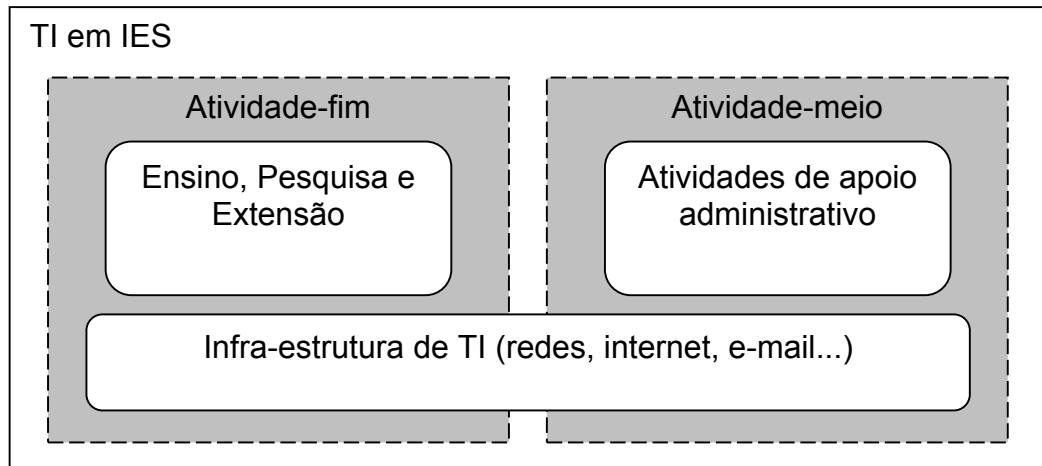 TI em IES
Atividade-fim
Atividade-meio
Ensino, Pesquisa e
Extensão
Atividades de apoio
administrativo
Infra-estrutura de TI (redes, internet, e-mail...)